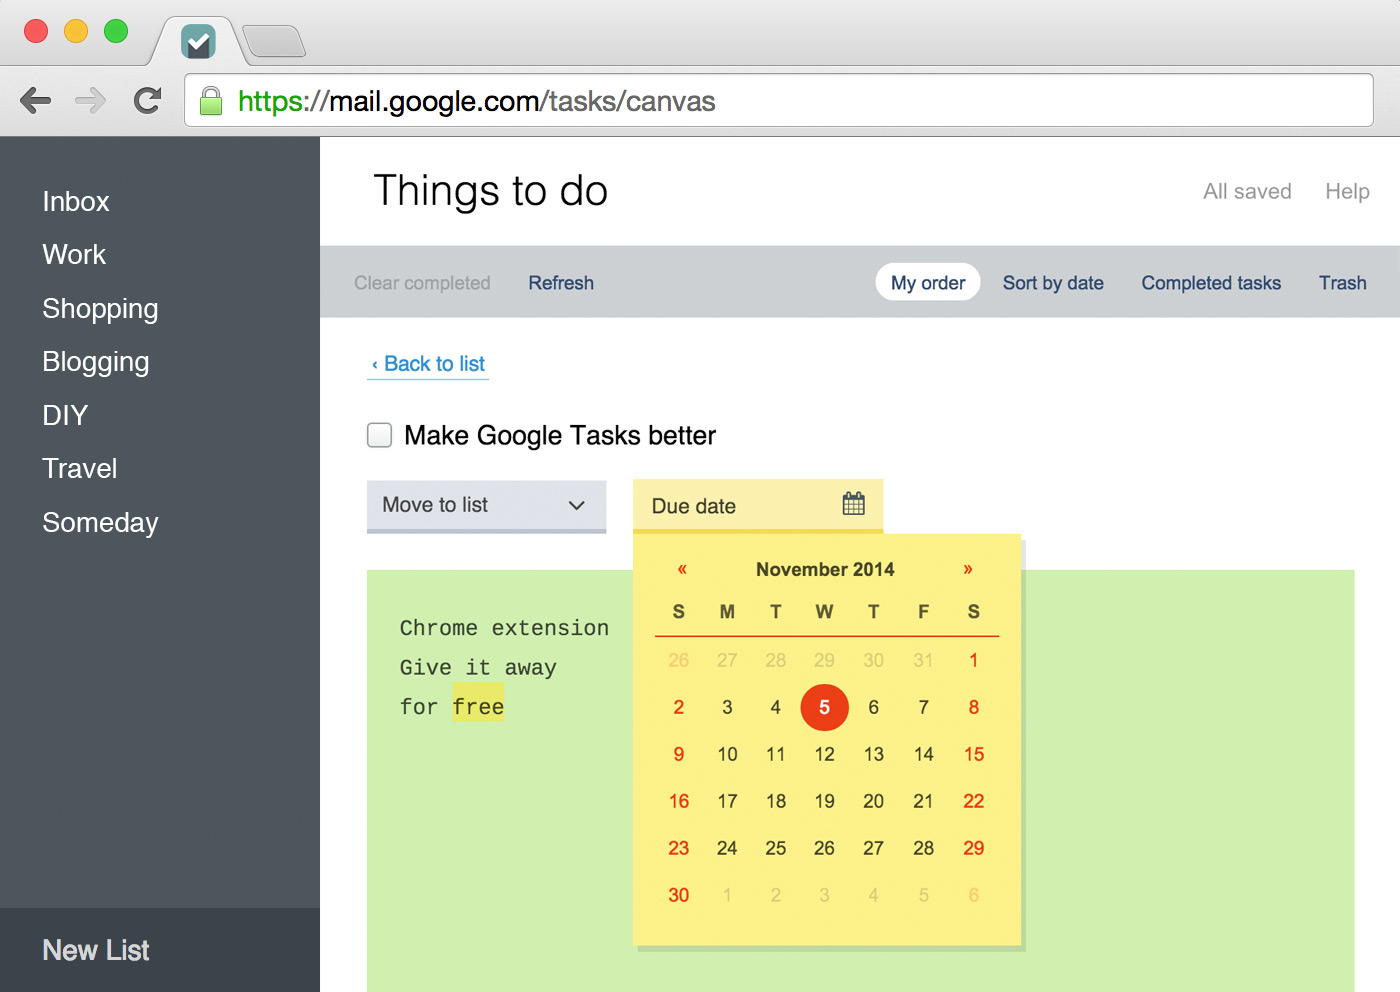 https://mail.google.com/tasks/canvas
Inbox
Work
Shopping
Blogging
DIY
Travel
Someday
New List
Things to do
All saved Help
Clear completed Refresh My order Sort by date Completed tasks Trash
‹ Back to list
Make Google Tasks better
Move to list Due date
Chrome extension
Give it away
for free
« November 2014 »
S M T W T F S
26 27 28 29 30 31 1
2 3 4 5 6 7 8
9 10 11 12 13 14 15
16 17 18 19 20 21 22
23 24 25 26 27 28 29
30 1 2 3 4 5 6